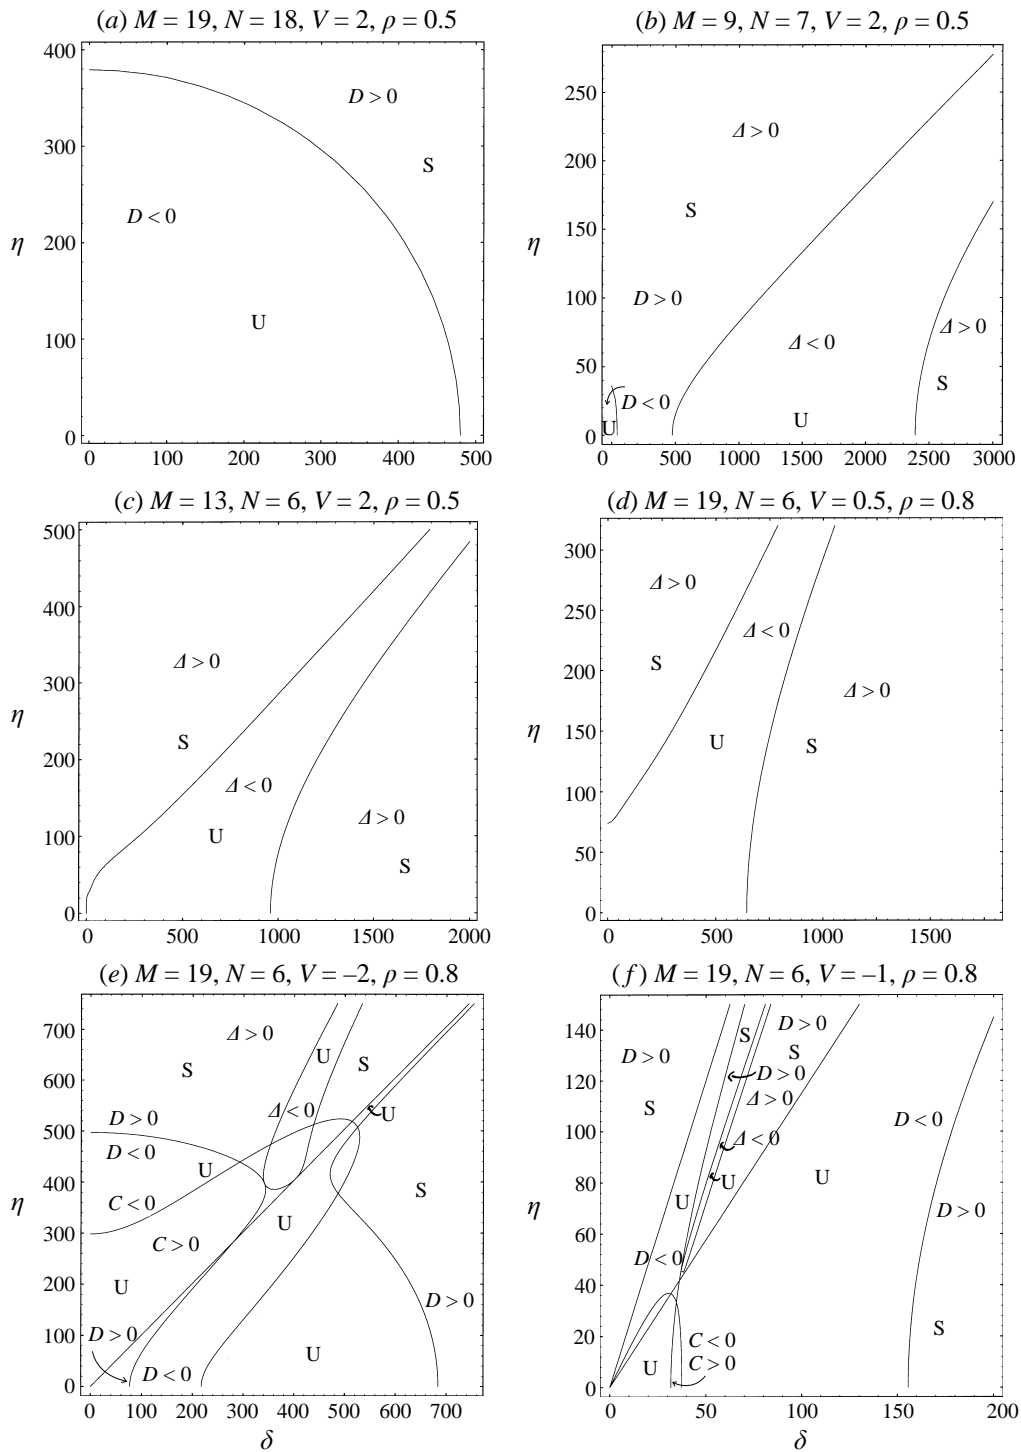 (a) M = 19, N = 18, V = 2, ρ = 0.5
400
300
200
100
0
η
D > 0
S
D < 0
U
0 100 200 300 400 500
(b) M = 9, N = 7, V = 2, ρ = 0.5
250
200
150
100
50
0
η
Δ > 0
S
D > 0
Δ < 0
Δ > 0
S
D < 0
U
U
0 500 1000 1500 2000 2500 3000
(c) M = 13, N = 6, V = 2, ρ = 0.5
500
400
300
200
100
0
η
Δ > 0
S
Δ < 0
U
Δ > 0
S
0 500 1000 1500 2000
(d) M = 19, N = 6, V = 0.5, ρ = 0.8
300
250
200
150
100
50
0
η
Δ > 0
Δ < 0
S
Δ > 0
U
S
0 500 1000 1500
(e) M = 19, N = 6, V = –2, ρ = 0.8
700
600
500
400
300
200
100
0
η
Δ > 0
U
S
S
D > 0
Δ < 0
U
D < 0
U
C < 0
S
U
C > 0
U
D > 0
D > 0
U
D < 0
0 100 200 300 400 500 600 700
δ
(f) M = 19, N = 6, V = –1, ρ = 0.8
140
120
100
80
60
40
20
0
η
D > 0
S
D > 0
S
D > 0
Δ > 0
S
D < 0
Δ < 0
U
U
U
D > 0
D < 0
C < 0
S
C > 0
U
0 50 100 150 200
δ